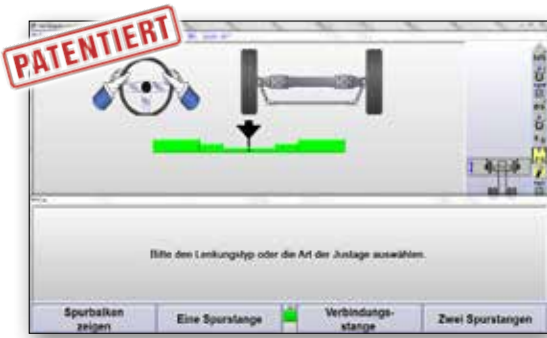 PATENTIERT
Bitte den Lenkungstyp oder die Art der Justage auswählen.
Spurbalken
zeigen
Eine Spurstange
Verbindungs-
stange
Zwei Spurstangen